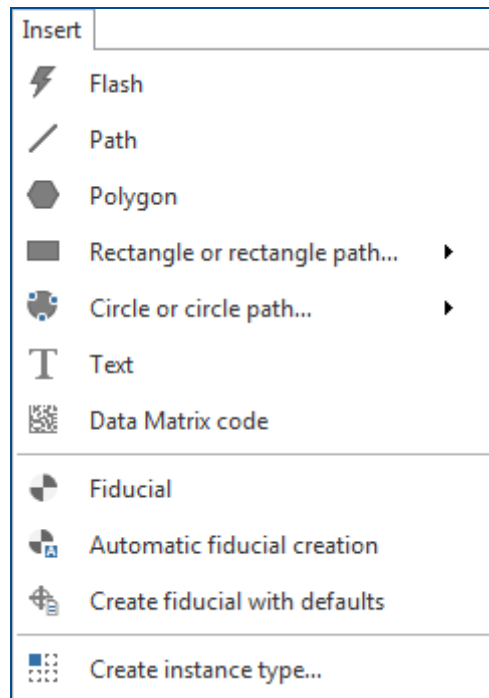 Insert
Flash
Path
Polygon
Rectangle or rectangle path...
Circle or circle path...
Text
Data Matrix code
Fiducial
Automatic fiducial creation
Create fiducial with defaults
Create instance type...